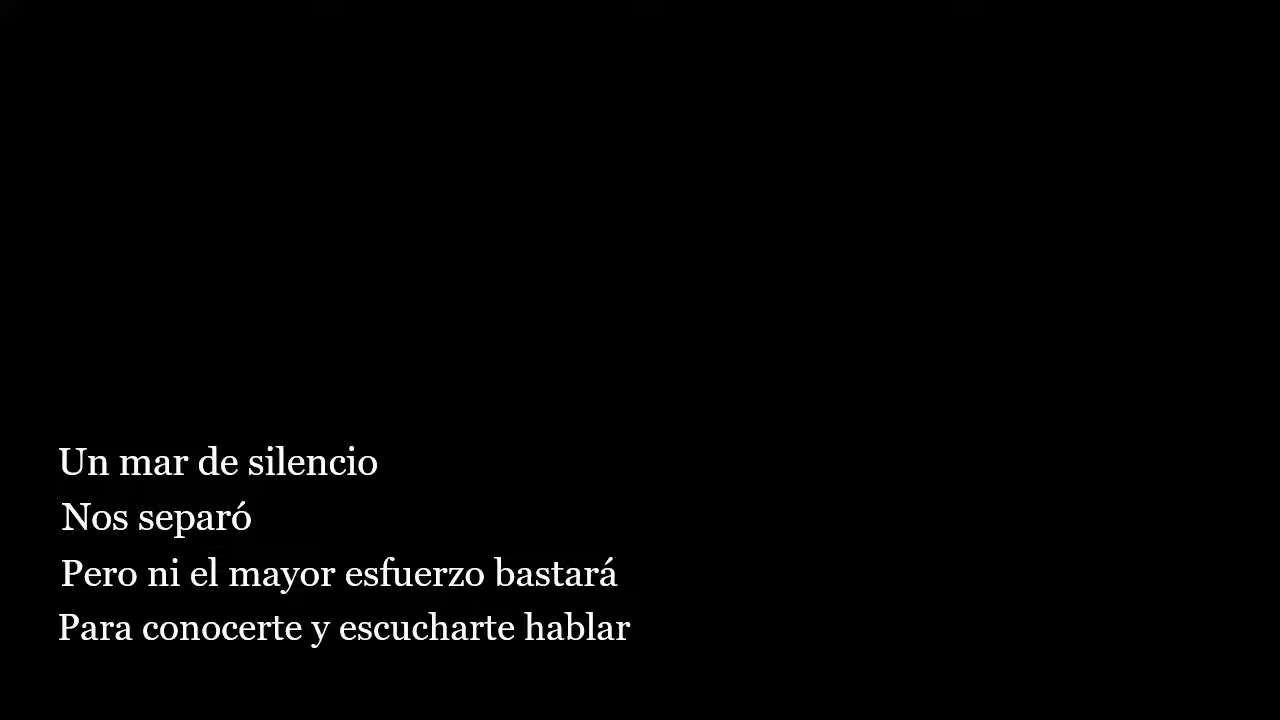 Un mar de silencio
Nos separó
Pero ni el mayor esfuerzo bastará
Para conocerte y escucharte hablar